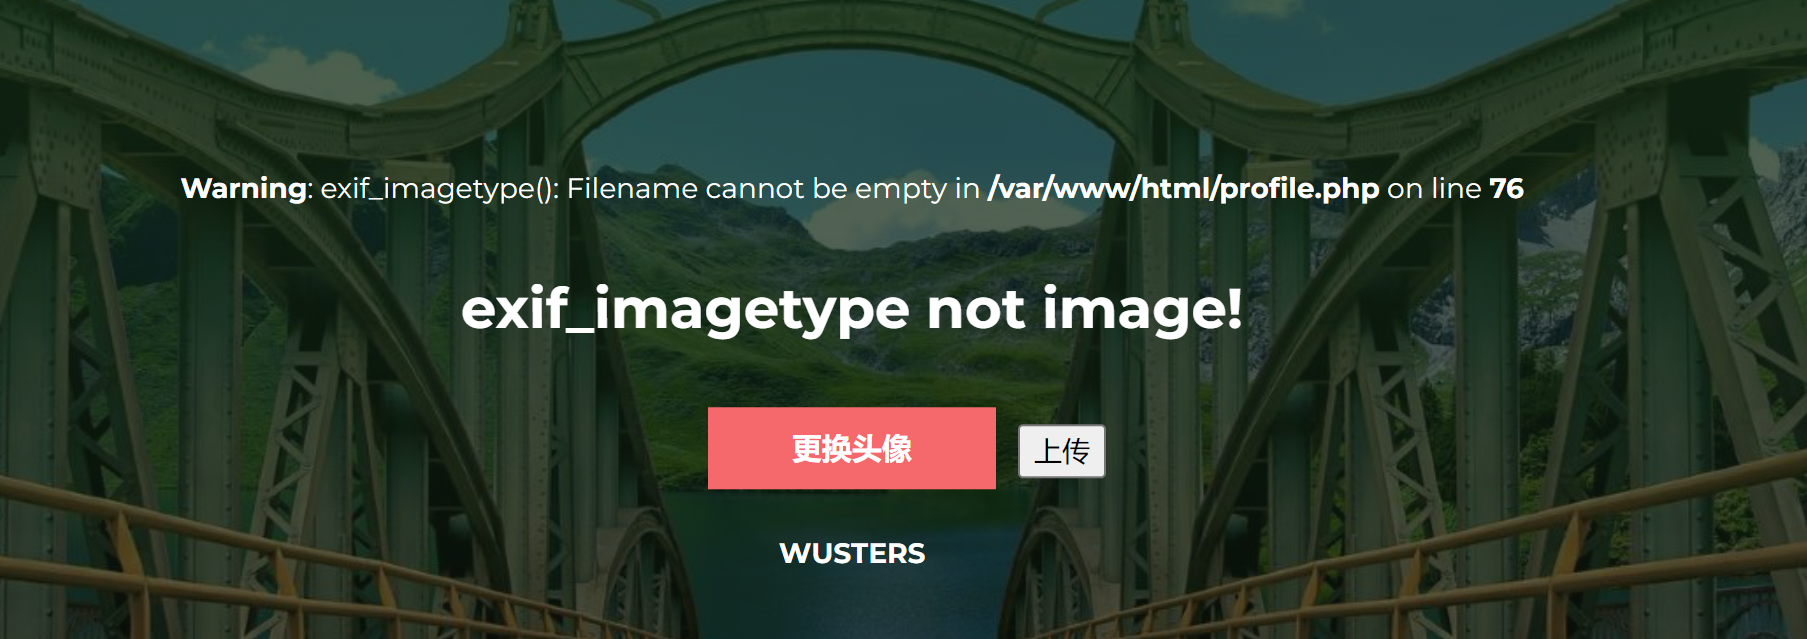 Warning: exif_imagetype(): Filename cannot be empty in /var/www/html/profile.php on line 76
exif_imagetype not image!
更换头像 上传
WUSTERS